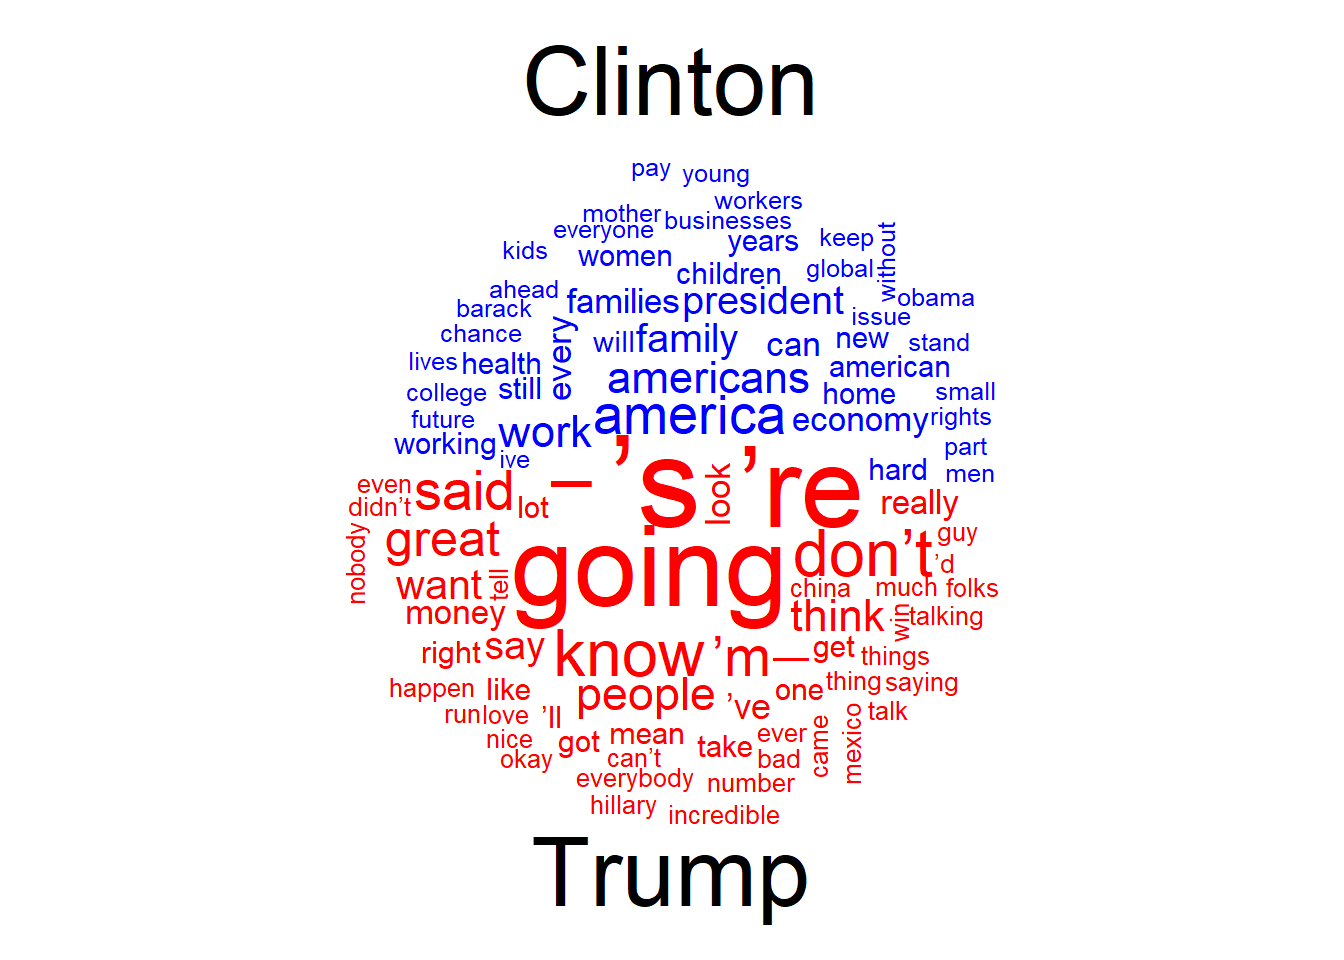 Clinton
pay young
workers
mother businesses
everyone years keep without
kids women
children global
ahead families president obama
barack issue
chance every will family can new stand
lives health american
americans
college still home small
future america economy rights
working work part
ive hard men
even said lot – ’s look ’re really
didn’t
nobody great going don’t guy
’d
want tell china much folks
money think win talking
right say know ’m — get things
happen like people ’ve one thing saying
run love ’ll talk
nice got mean take ever came mexico
okay can’t bad
everybody number
hillary incredible
Trump